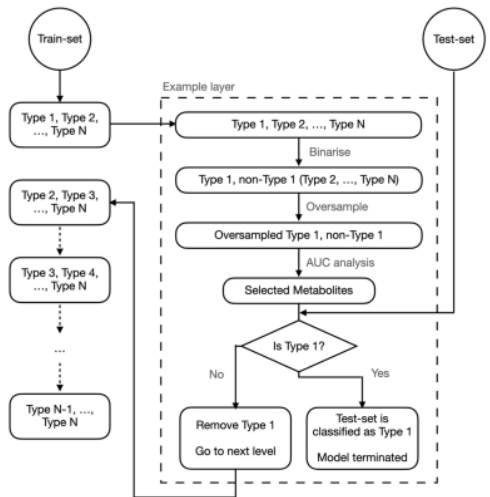 Train-set
Test-set
Example layer
Type 1, Type 2,
..., Type N
Type 1, Type 2, ..., Type N
Binarise
Type 1, non-Type 1 (Type 2, ..., Type N)
Oversample
Oversampled Type 1, non-Type 1
AUC analysis
Selected Metabolites
Is Type 1?
No
Yes
Remove Type 1
Go to next level
Test-set is
classified as Type 1
Model terminated
Type 2, Type 3,
..., Type N
Type 3, Type 4,
..., Type N
...
Type N-1, ...,
Type N